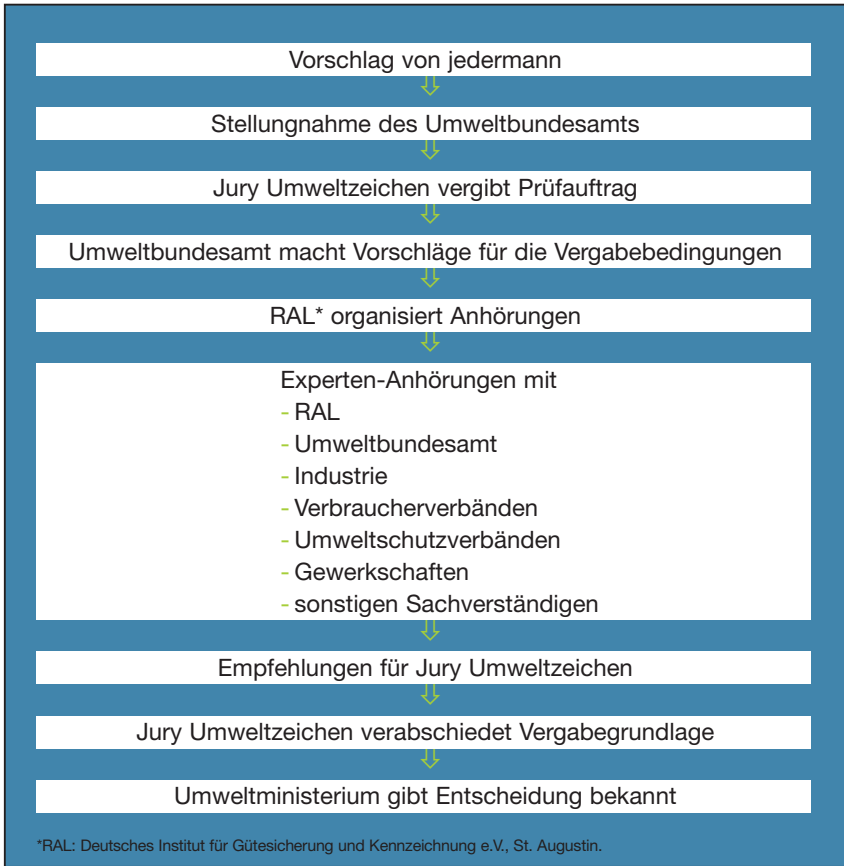 Vorschlag von jedermann
Stellungnahme des Umweltbundesamts
Jury Umweltzeichen vergibt Prüfauftrag
Umweltbundesamt macht Vorschläge für die Vergabebedingungen
RAL* organisiert Anhörungen
Experten-Anhörungen mit
- RAL
- Umweltbundesamt
- Industrie
- Verbraucherverbänden
- Umweltschutzverbänden
- Gewerkschaften
- sonstigen Sachverständigen
Empfehlungen für Jury Umweltzeichen
Jury Umweltzeichen verabschiedet Vergabegrundlage
Umweltministerium gibt Entscheidung bekannt
*RAL: Deutsches Institut für Gütesicherung und Kennzeichnung e.V., St. Augustin.